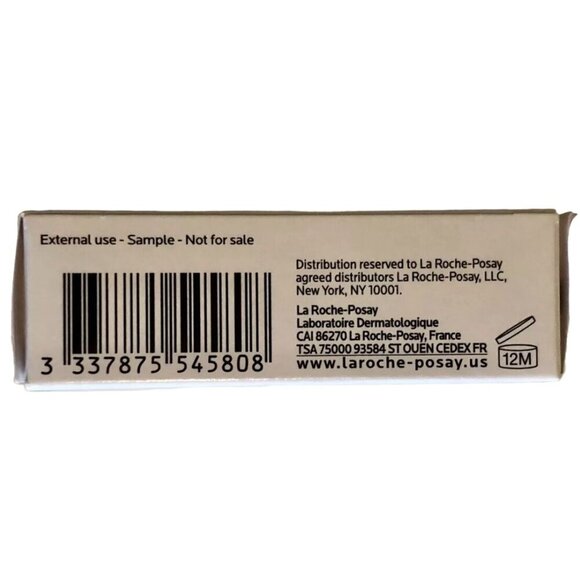 External use - Sample - Not for sale
3 337875 545808
Distribution reserved to La Roche-Posay
agreed distributors La Roche-Posay, LLC,
New York, NY 10001.
La Roche-Posay
Laboratoire Dermatologique
CAI 86270 La Roche-Posay, France
TSA 75000 93584 ST OUEN CEDEX FR
www.laroche-posay.us
12M